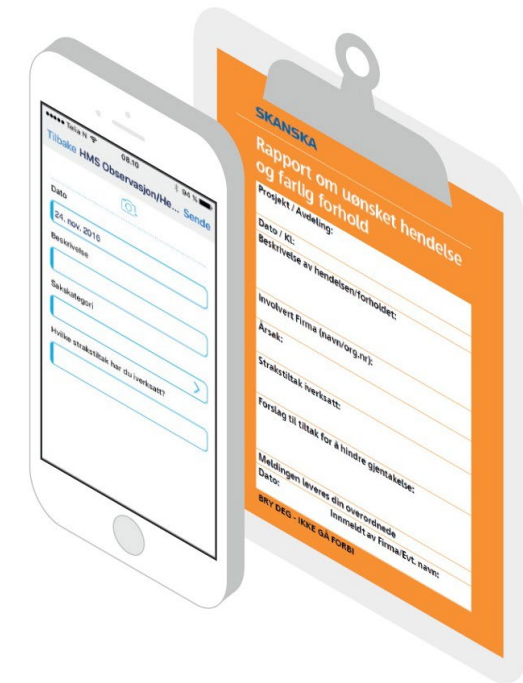 Telia N
08.10
94 %
Tilbake HMS Observasjon/He... Sende
Dato
24. nov. 2016
Beskrivelse
Sakskategori
Hvilke strakstiltak har du iverksatt?
SKANSKA
Rapport om uønsket hendelse
og farlig forhold
Prosjekt / Avdeling:
Dato / Kl:
Beskrivelse av hendelsen/forholdet:
Involvert Firma (navn/org.nr):
Årsak:
Strakstiltak iverksatt:
Forslag til tiltak for å hindre gjentakelse:
Meldingen leveres din overordnede
Dato: Innmeldt av Firma/Evt. navn:
BRY DEG - IKKE GÅ FORBI